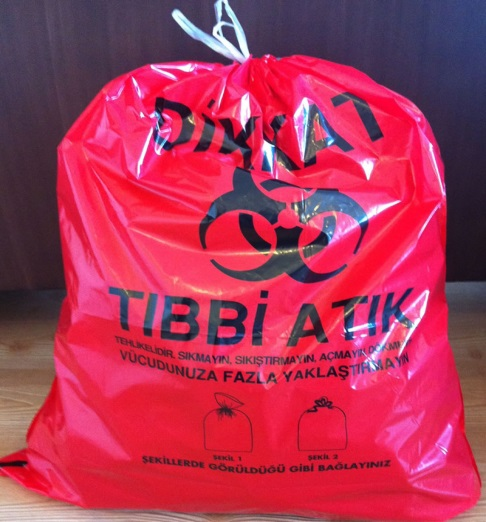 DİKKAT
TIBBİ ATIK
TEHLİKELİDİR, SIKMAYIN, SIKIŞTIRMAYIN, AÇMAYIN, DÖKMEYİN
VÜCUDUNUZA FAZLA YAKLAŞTIRMAYIN
ŞEKİL 1 ŞEKİL 2
ŞEKİLLERDE GÖRÜLDÜĞÜ GİBİ BAĞLAYINIZ